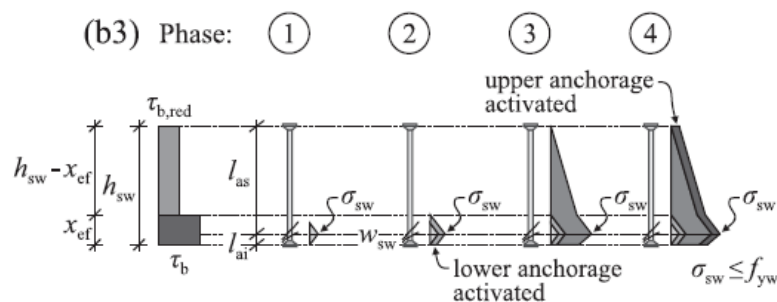 (b3) Phase: 1 2 3 4
upper anchorage
activated
τb,red
hsw - xef
hsw
las
σsw
σsw
σsw
σsw
xef
lai
wsw
τb
lower anchorage
activated
σsw ≤ fyw